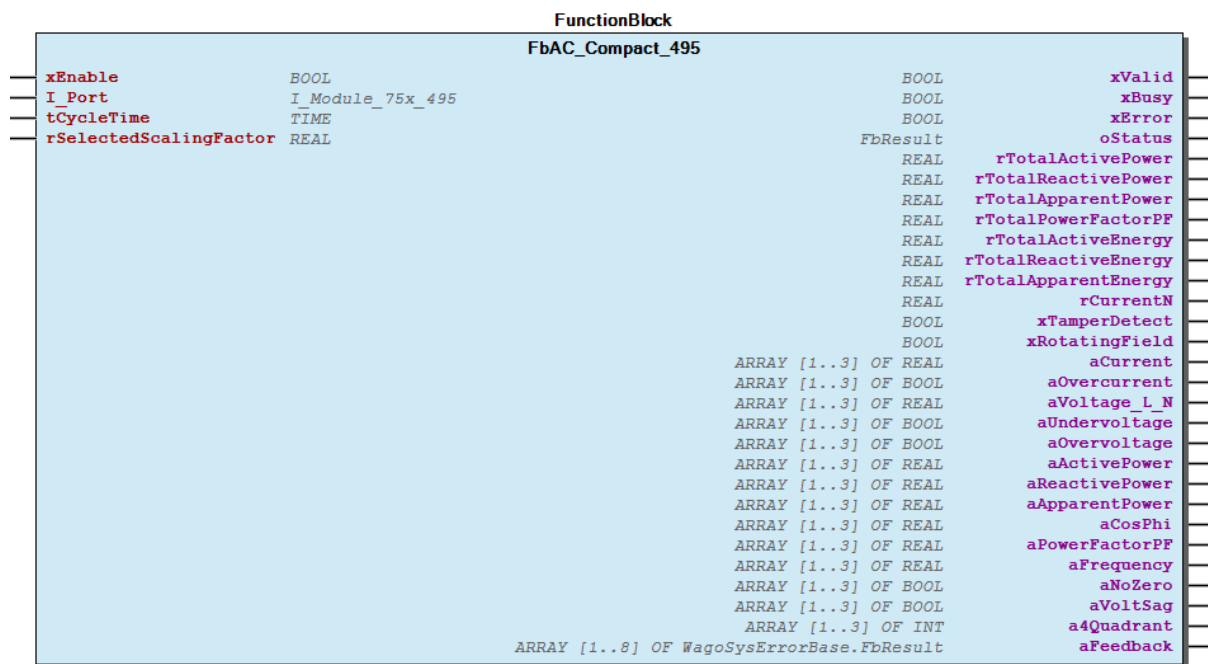 FunctionBlock
FbAC_Compact_495
xEnable BOOL BOOL xValid
I_Port I_Module_75x_495 BOOL xBusy
tCycleTime TIME BOOL xError
rSelectedScalingFactor REAL FbResult oStatus
REAL rTotalActivePower
REAL rTotalReactivePower
REAL rTotalApparentPower
REAL rTotalPowerFactorPF
REAL rTotalActiveEnergy
REAL rTotalReactiveEnergy
REAL rTotalApparentEnergy
REAL rCurrentN
BOOL xTamperDetect
BOOL xRotatingField
ARRAY [1..3] OF REAL aCurrent
ARRAY [1..3] OF BOOL aOvercurrent
ARRAY [1..3] OF REAL aVoltage_L_N
ARRAY [1..3] OF BOOL aUndervoltage
ARRAY [1..3] OF BOOL aOvervoltage
ARRAY [1..3] OF REAL aActivePower
ARRAY [1..3] OF REAL aReactivePower
ARRAY [1..3] OF REAL aApparentPower
ARRAY [1..3] OF REAL aCosPhi
ARRAY [1..3] OF REAL aPowerFactorPF
ARRAY [1..3] OF REAL aFrequency
ARRAY [1..3] OF BOOL aNoZero
ARRAY [1..3] OF BOOL aVoltSag
ARRAY [1..3] OF INT a4Quadrant
ARRAY [1..8] OF WagoSysErrorBase.FbResult aFeedback